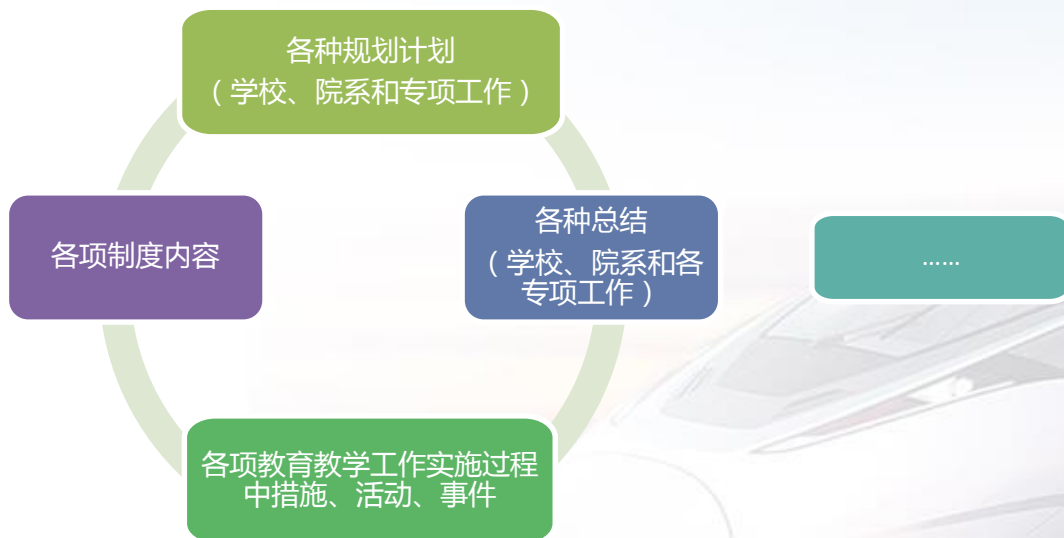 各种规划计划
（学校、院系和专项工作）
各项制度内容
各种总结
（学校、院系和各
专项工作）
……
各项教育教学工作实施过程
中措施、活动、事件